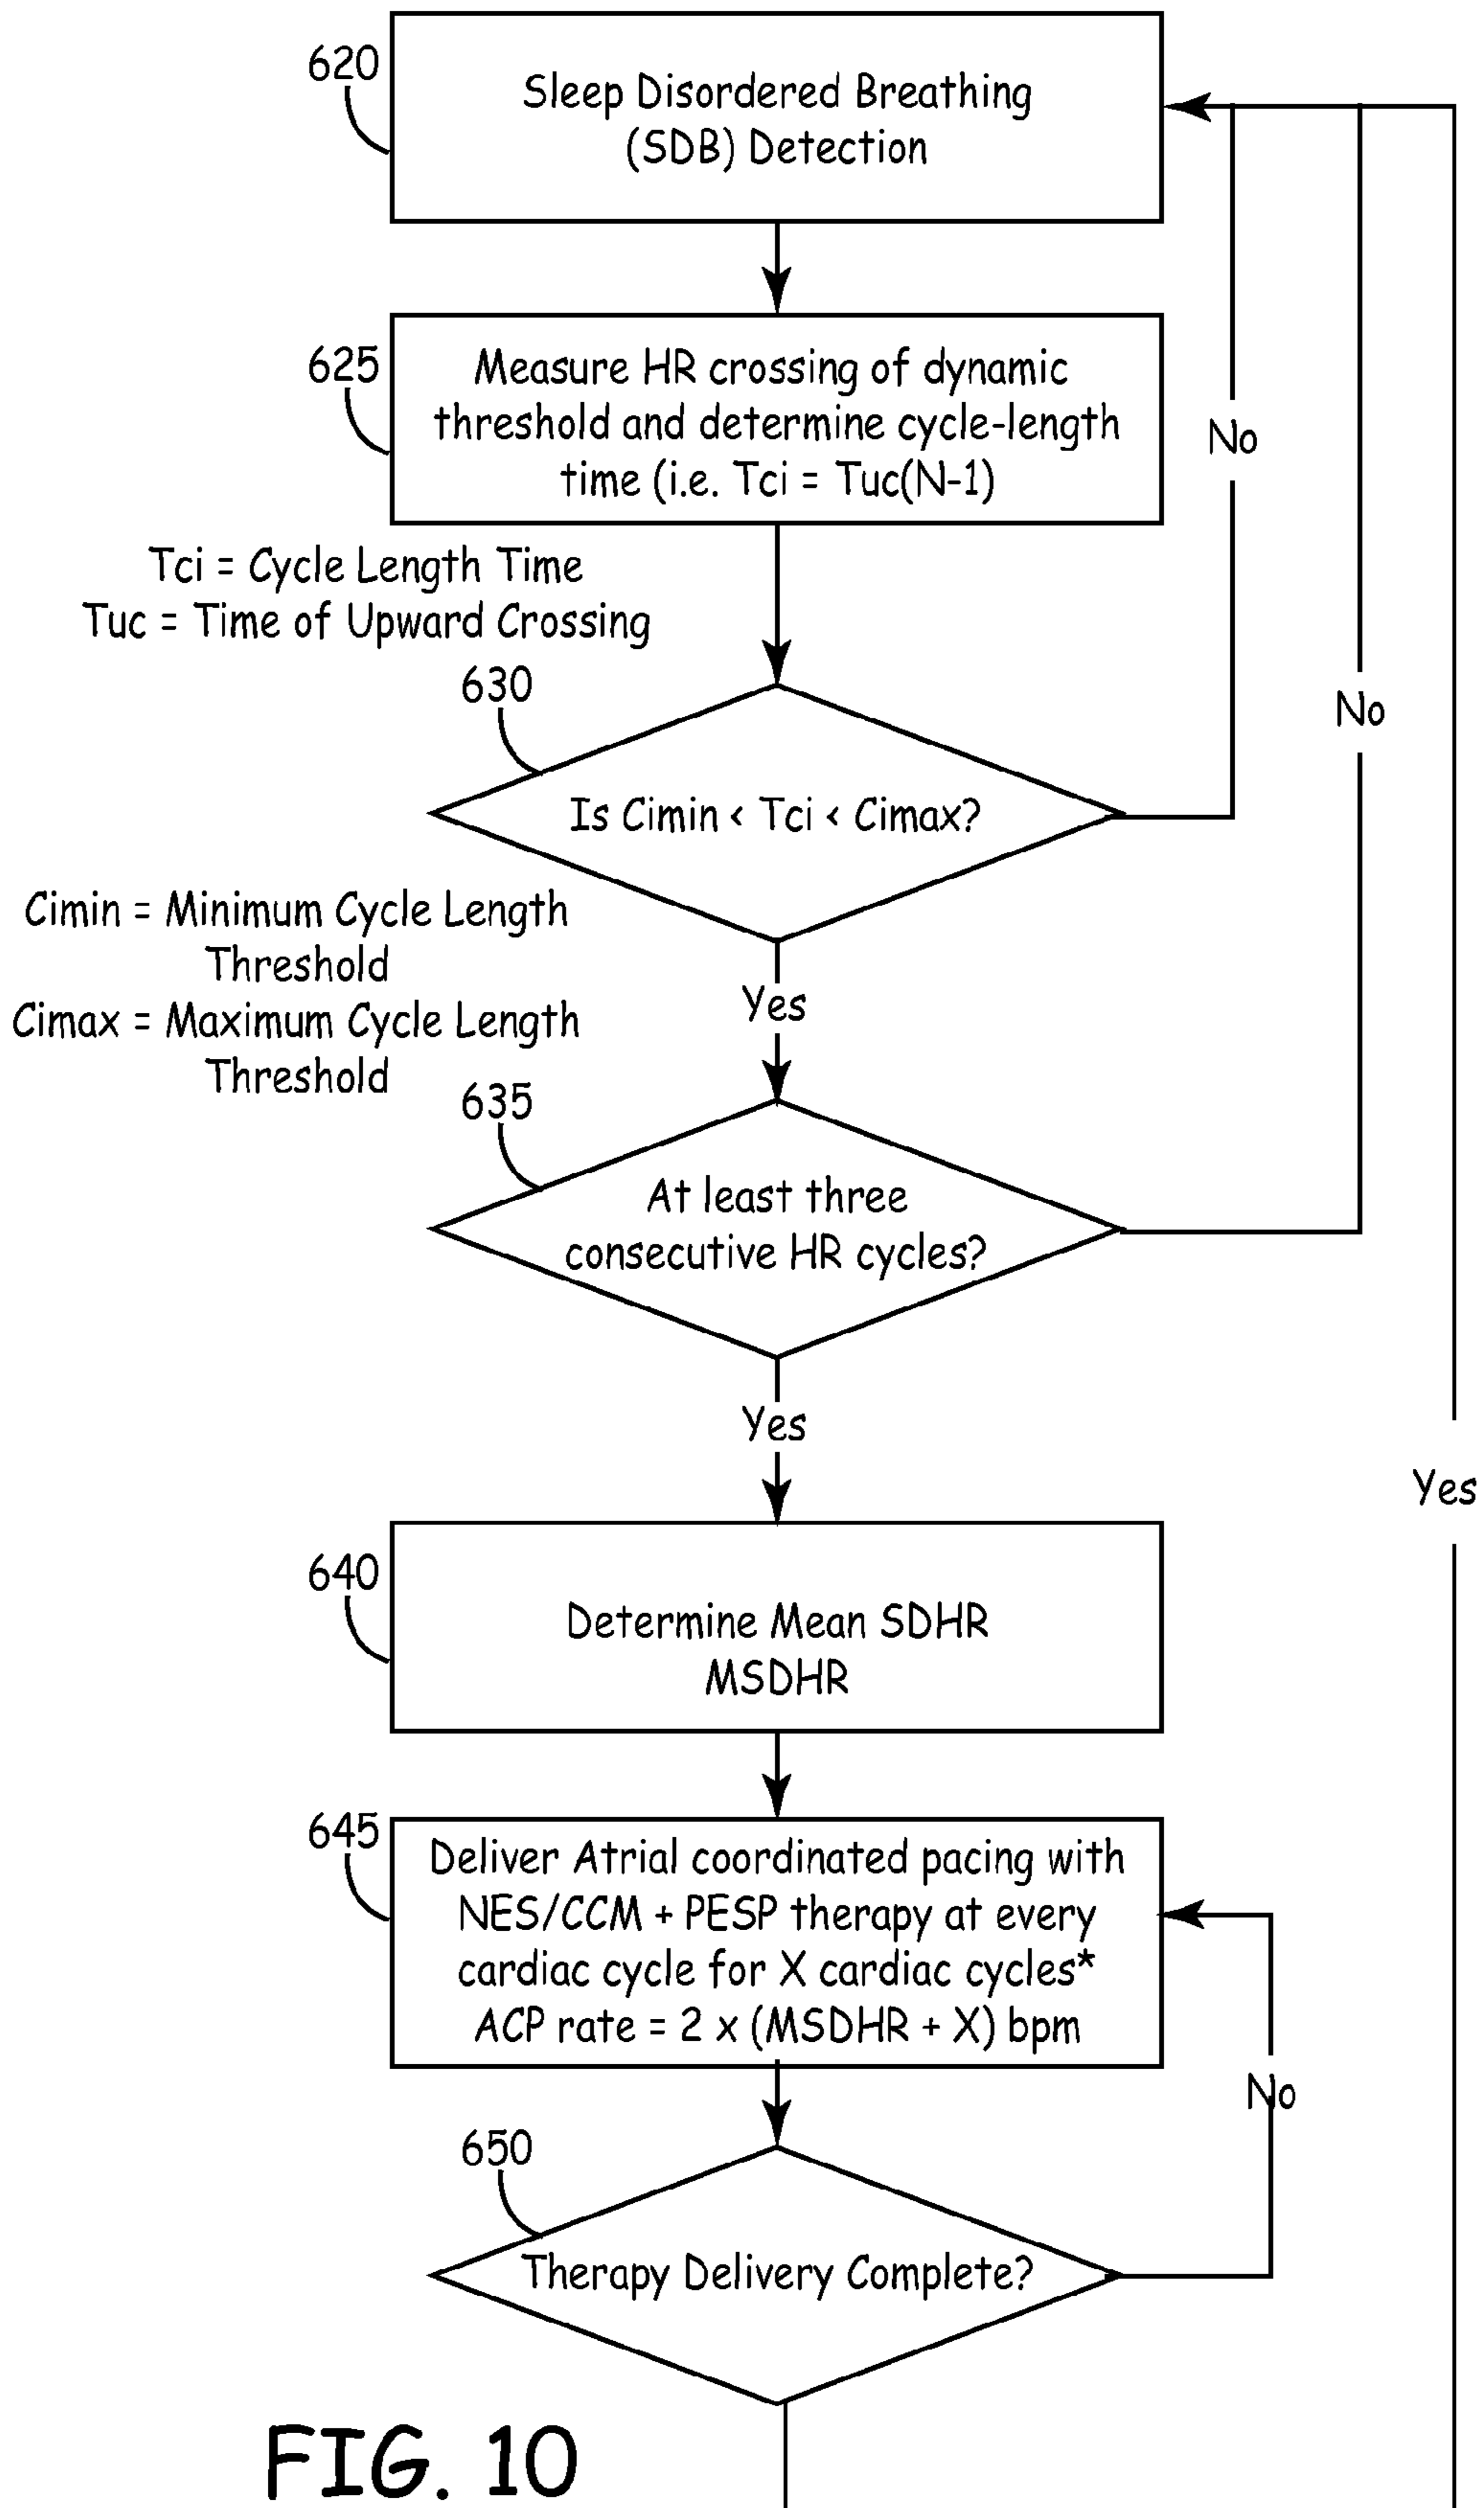 620
Sleep Disordered Breathing
(SDB) Detection
625
Measure HR crossing of dynamic
threshold and determine cycle-length
time (i.e. Tci = Tuc(N-1)
No
Tci = Cycle Length Time
Tuc = Time of Upward Crossing
630
No
Is Cimin < Tci < Cimax?
Cimin = Minimum Cycle Length
Threshold
Cimax = Maximum Cycle Length
Threshold
Yes
635
At least three
consecutive HR cycles?
Yes
Yes
640
Determine Mean SDHR
MSDHR
645
Deliver Atrial coordinated pacing with
NES/CCM + PESP therapy at every
cardiac cycle for X cardiac cycles*
ACP rate = 2 x (MSDHR + X) bpm
No
650
Therapy Delivery Complete?
FIG. 10